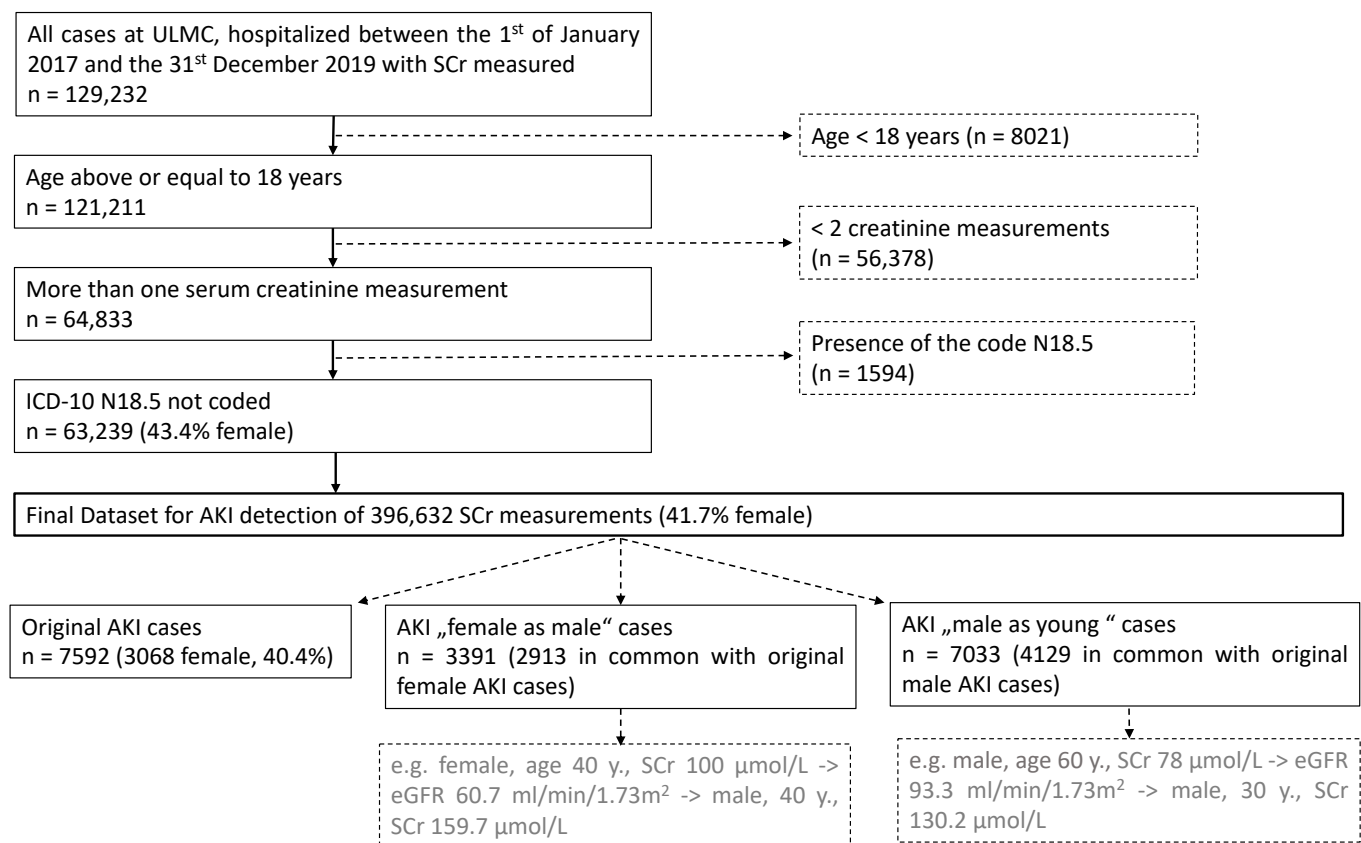 All cases at ULMC, hospitalized between the 1st of January
2017 and the 31st December 2019 with SCr measured
n = 129,232
Age < 18 years (n = 8021)
Age above or equal to 18 years
n = 121,211
< 2 creatinine measurements
(n = 56,378)
More than one serum creatinine measurement
n = 64,833
Presence of the code N18.5
(n = 1594)
ICD-10 N18.5 not coded
n = 63,239 (43.4% female)
Final Dataset for AKI detection of 396,632 SCr measurements (41.7% female)
Original AKI cases
n = 7592 (3068 female, 40.4%)
AKI „female as male“ cases
n = 3391 (2913 in common with original
female AKI cases)
AKI „male as young “ cases
n = 7033 (4129 in common with original
male AKI cases)
e.g. female, age 40 y., SCr 100 µmol/L ->
eGFR 60.7 ml/min/1.73m² -> male, 40 y.,
SCr 159.7 µmol/L
e.g. male, age 60 y., SCr 78 µmol/L -> eGFR
93.3 ml/min/1.73m² -> male, 30 y., SCr
130.2 µmol/L